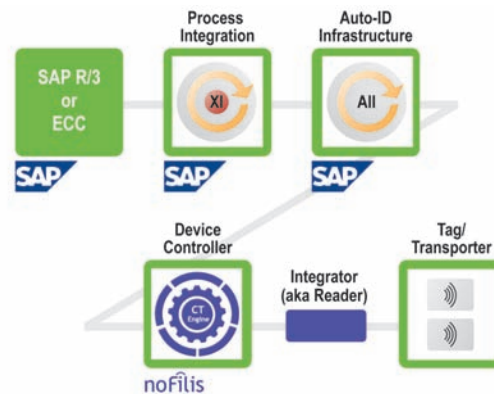 Process
Integration
Auto-ID
Infrastructure
SAP R/3
or
ECC
XI
AII
SAP
SAP
SAP
Device
Controller
Integrator
(aka Reader)
Tag/
Transporter
CT
Engine
nofilis